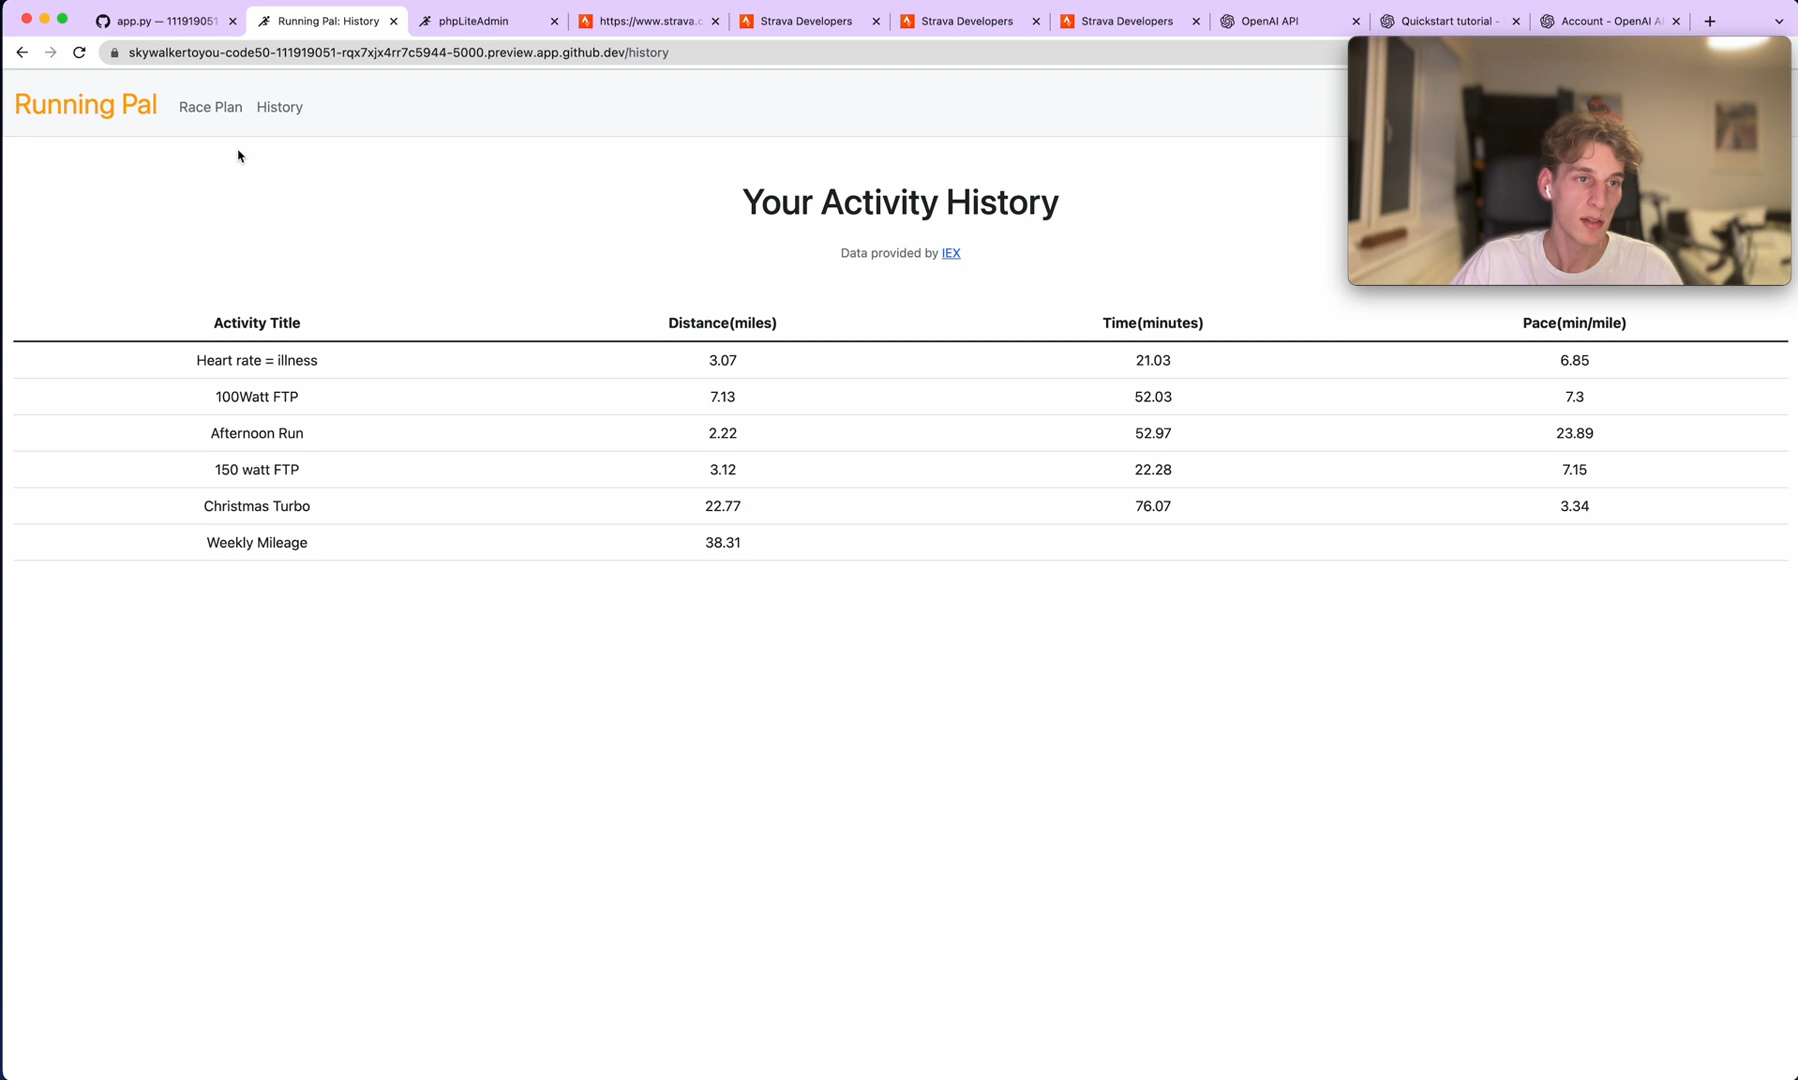 app.py — 111919051
Running Pal: History
phpLiteAdmin
https://www.strava.c
Strava Developers
Strava Developers
Strava Developers
OpenAI API
Quickstart tutorial -
Account - OpenAI A
skywalkertoyou-code50-111919051-rqx7xjx4rr7c5944-5000.preview.app.github.dev/history
Running Pal Race Plan History
Your Activity History
Data provided by IEX
Activity Title Distance(miles) Time(minutes) Pace(min/mile)
Heart rate = illness 3.07 21.03 6.85
100Watt FTP 7.13 52.03 7.3
Afternoon Run 2.22 52.97 23.89
150 watt FTP 3.12 22.28 7.15
Christmas Turbo 22.77 76.07 3.34
Weekly Mileage 38.31